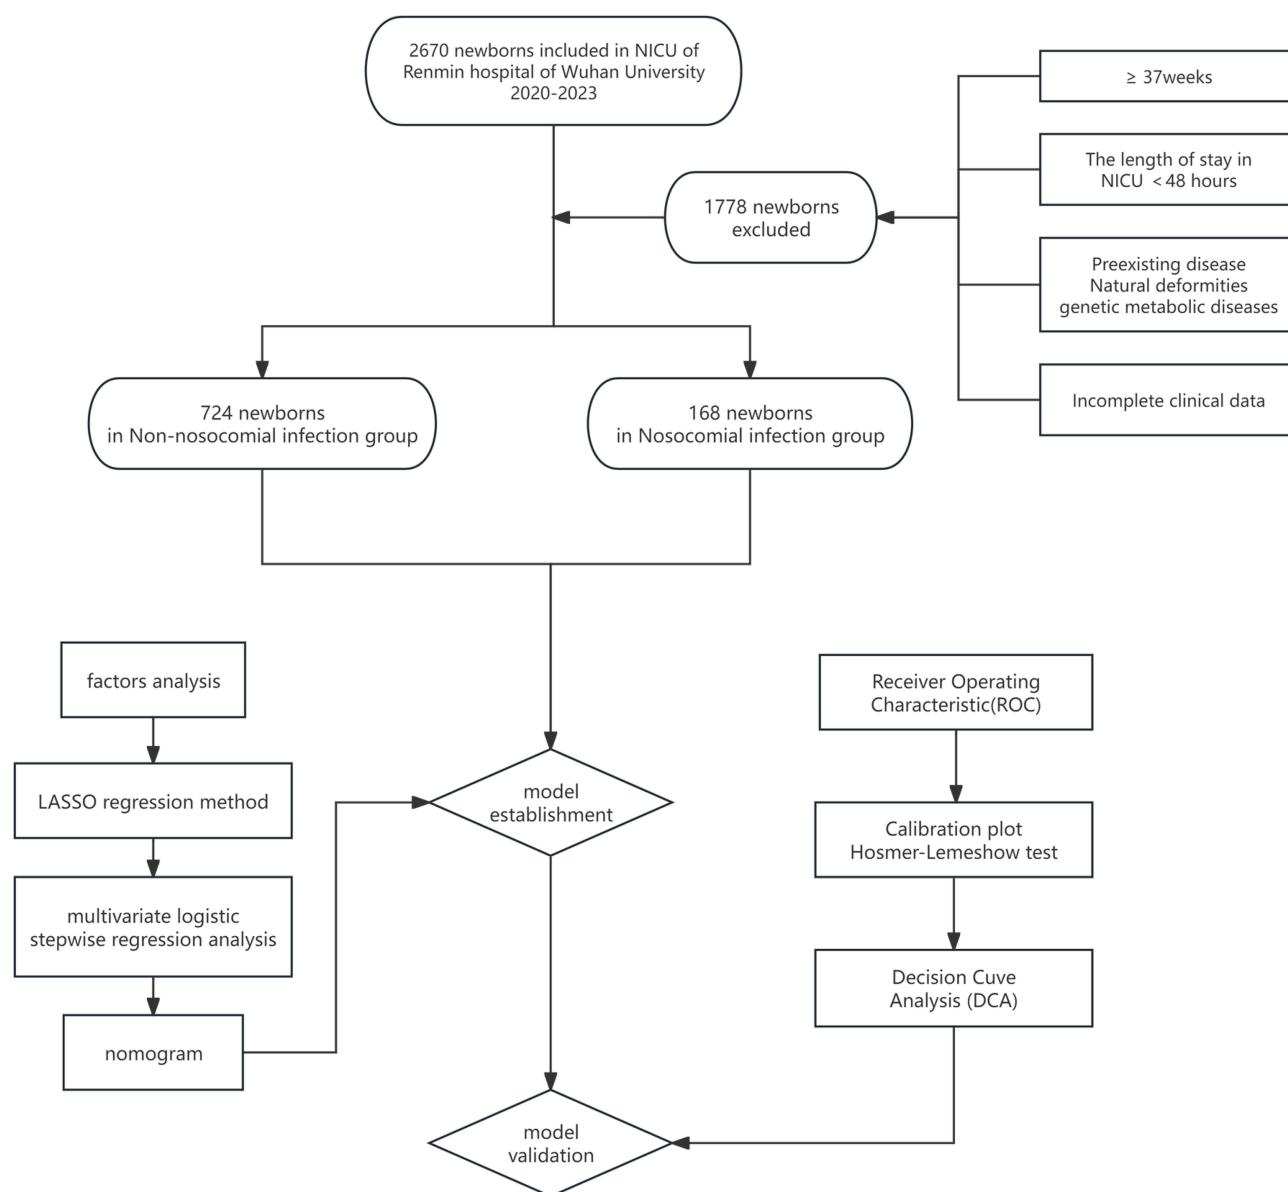 2670 newborns included in NICU of
Renmin hospital of Wuhan University
2020-2023
≥ 37weeks
The length of stay in
NICU < 48 hours
1778 newborns
excluded
Preexisting disease
Natural deformities
genetic metabolic diseases
Incomplete clinical data
724 newborns
in Non-nosocomial infection group
168 newborns
in Nosocomial infection group
factors analysis
LASSO regression method
multivariate logistic
stepwise regression analysis
nomogram
model
establishment
Receiver Operating
Characteristic(ROC)
Calibration plot
Hosmer-Lemeshow test
Decision Cuve
Analysis (DCA)
model
validation